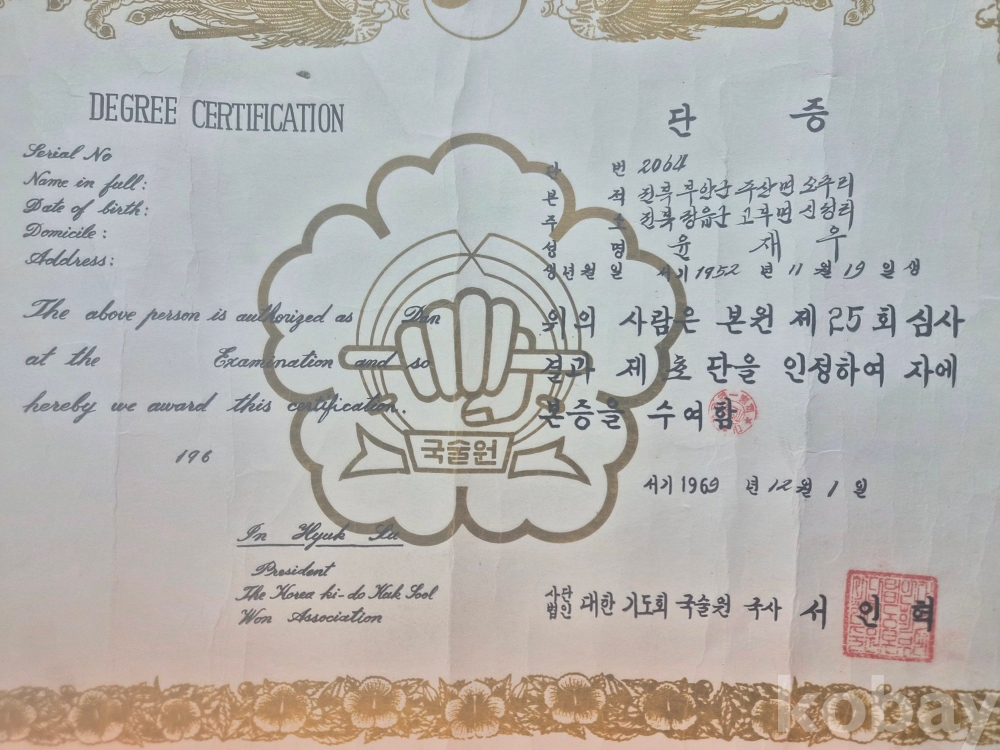 DEGREE CERTIFICATION
Serial No
Name in full:
Date of birth:
Domicile:
Address:
The above person is authorized as Dan
at the Examination and so
hereby we award this certification.
196
In Hyuk Su
President
The Korea ki-do Kuk Sool
Won Association
단 증
단 번 2064
본 적 전북 부안군 주산면 소주리
주 소 전북 정읍군 고부면 신흥리
성 명 윤 재 우
생년월일 서기 1952 년 11 월 19 일생
위의 사람은 본원 제 25 회 심사
결과 제 호 단을 인정하여 자에
본증을 수여함
서기 1969 년 12 월 1 일
사단
법인 대한 기도회 국술원 국사 서 인 혁
국술원
kobay